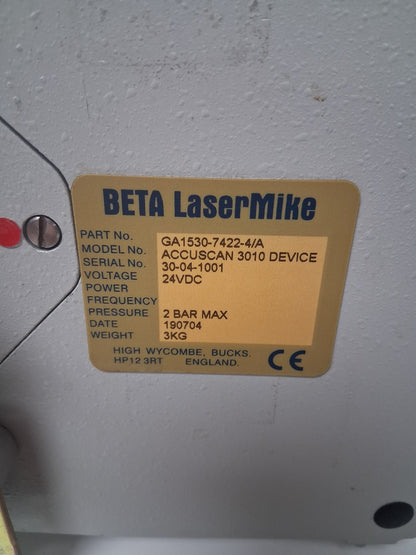 BETA LaserMike
PART No. GA1530-7422-4/A
MODEL No. ACCUSCAN 3010 DEVICE
SERIAL No. 30-04-1001
VOLTAGE 24VDC
POWER
FREQUENCY
PRESSURE 2 BAR MAX
DATE 190704
WEIGHT 3KG
HIGH WYCOMBE, BUCKS.
HP12 3RT ENGLAND.
CE